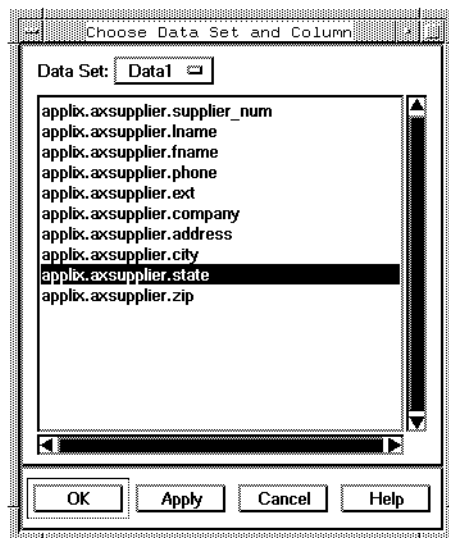 Choose Data Set and Column
Data Set: Data1
applix.axsupplier.supplier_num
applix.axsupplier.lname
applix.axsupplier.fname
applix.axsupplier.phone
applix.axsupplier.ext
applix.axsupplier.company
applix.axsupplier.address
applix.axsupplier.city
applix.axsupplier.state
applix.axsupplier.zip
OK Apply Cancel Help